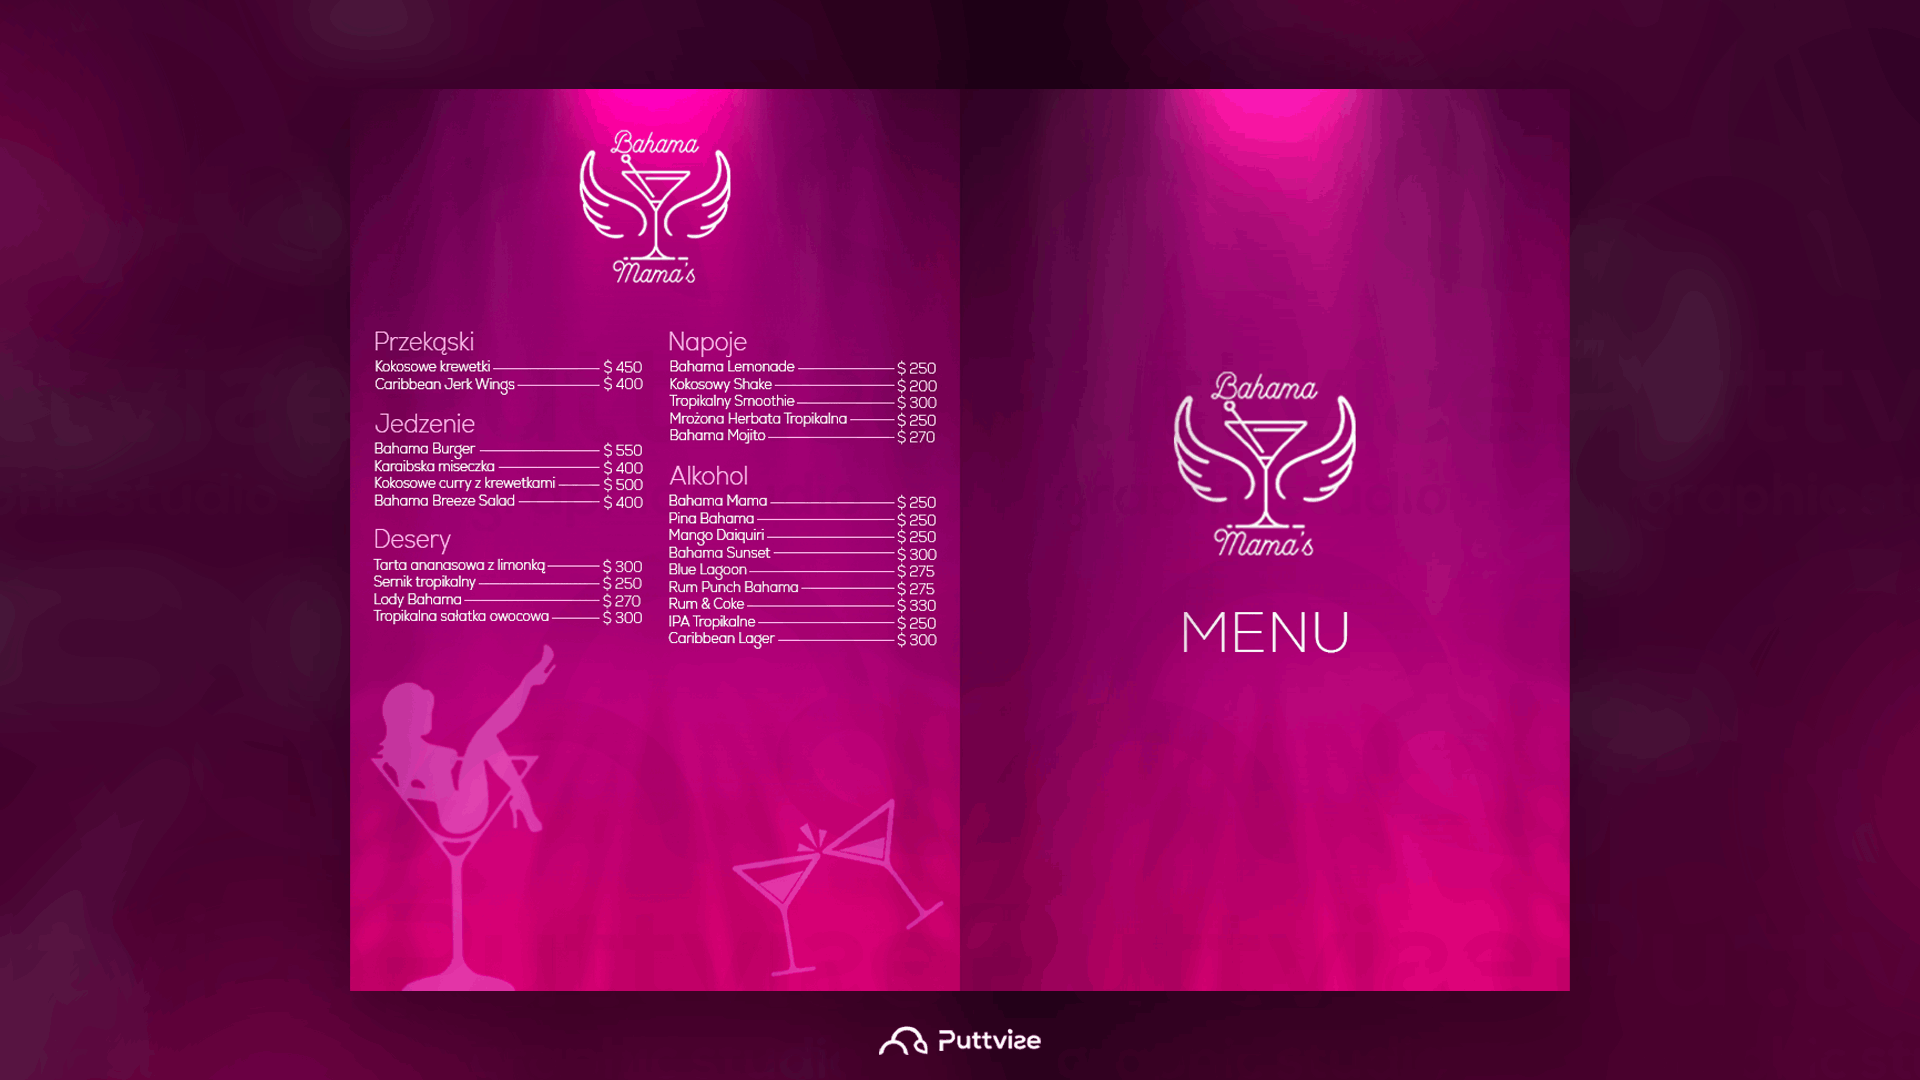 Bahama
Mama's
Przekąski
Kokosowe krewetki $ 450
Caribbean Jerk Wings $ 400
Jedzenie
Bahama Burger $ 550
Karaibska miseczka $ 400
Kokosowe curry z krewetkami $ 500
Bahama Breeze Salad $ 400
Desery
Tarta ananasowa z limonką $ 300
Sernik tropikalny $ 250
Lody Bahama $ 270
Tropikalna sałatka owocowa $ 300
Napoje
Bahama Lemonade $ 250
Kokosowy Shake $ 200
Tropikalny Smoothie $ 300
Mrożona Herbata Tropikalna $ 250
Bahama Mojito $ 270
Alkohol
Bahama Mama $ 250
Pina Bahama $ 250
Mango Daiquiri $ 250
Bahama Sunset $ 300
Blue Lagoon $ 275
Rum Punch Bahama $ 275
Rum & Coke $ 330
IPA Tropikalne $ 250
Caribbean Lager $ 300
Bahama
Mama's
MENU
Puttvise